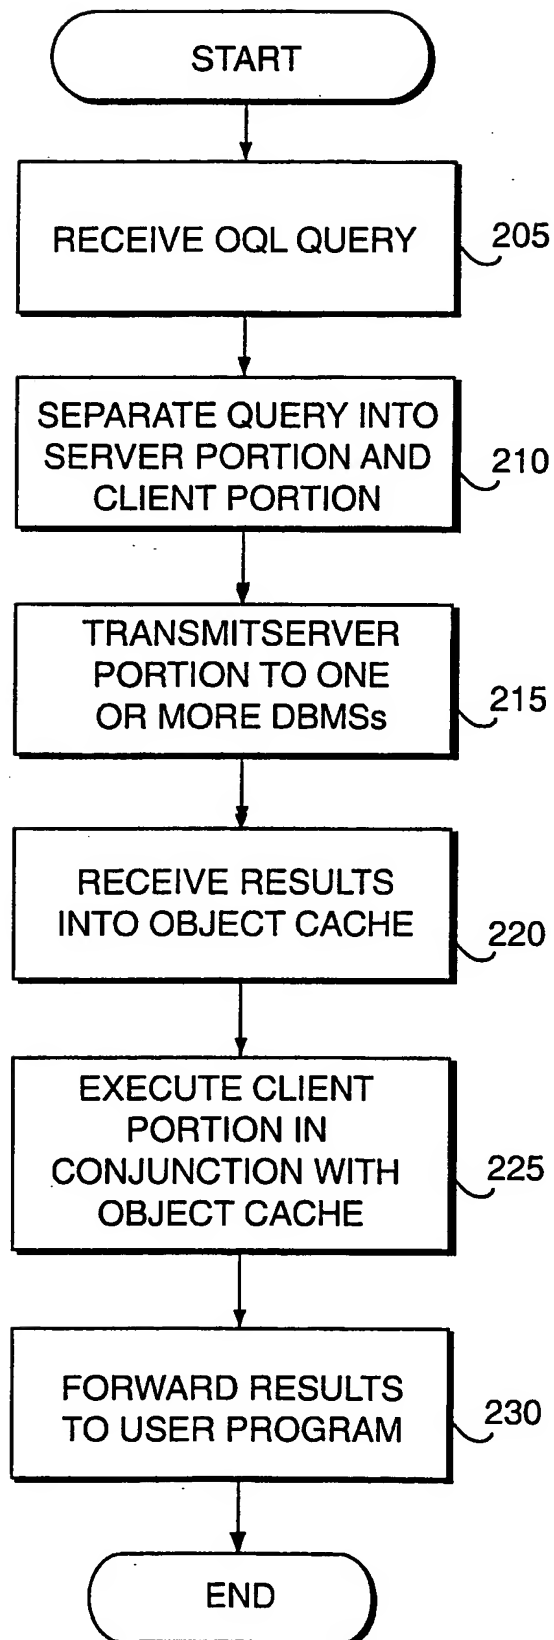 START
RECEIVE OQL QUERY
205
SEPARATE QUERY INTO
SERVER PORTION AND
CLIENT PORTION
210
TRANSMITSERVER
PORTION TO ONE
OR MORE DBMSs
215
RECEIVE RESULTS
INTO OBJECT CACHE
220
EXECUTE CLIENT
PORTION IN
CONJUNCTION WITH
OBJECT CACHE
225
FORWARD RESULTS
TO USER PROGRAM
230
END